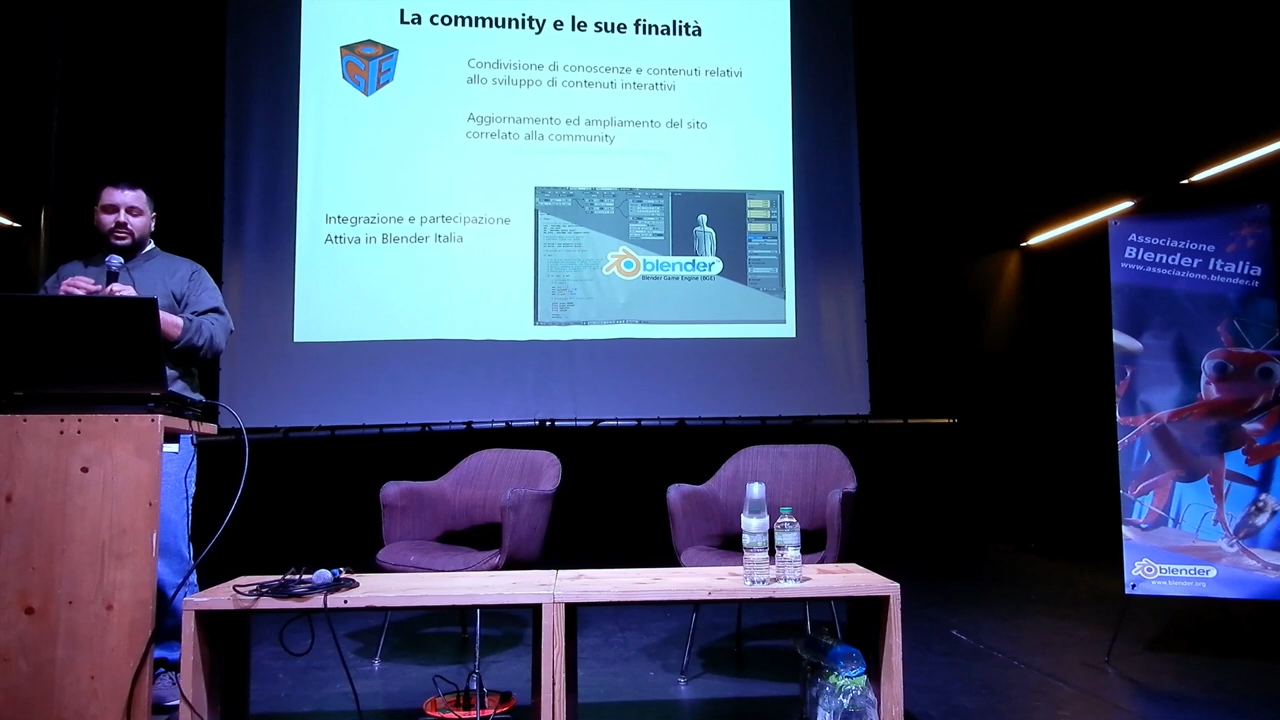 La community e le sue finalità
GE
Condivisione di conoscenze e contenuti relativi
allo sviluppo di contenuti interattivi
Aggiornamento ed ampliamento del sito
correlato alla community
Integrazione e partecipazione
Attiva in Blender Italia
blender
Blender Game Engine (BGE)
Associazione
Blender Italia
www.associazione.blender.it
blender
www.blender.org